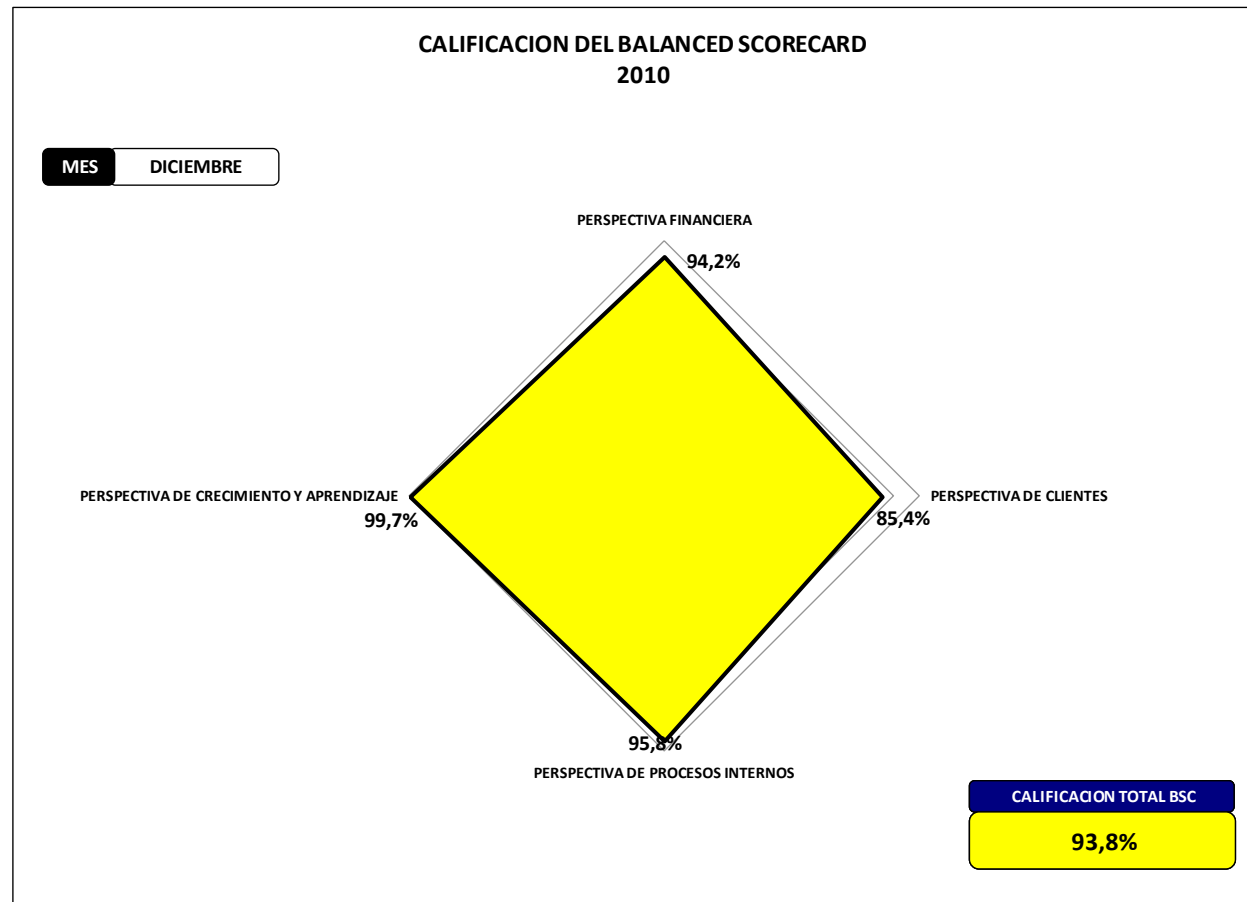 CALIFICACION DEL BALANCED SCORECARD
2010
MES DICIEMBRE
PERSPECTIVA FINANCIERA
94,2%
PERSPECTIVA DE CRECIMIENTO Y APRENDIZAJE
99,7%
PERSPECTIVA DE CLIENTES
85,4%
95,8%
PERSPECTIVA DE PROCESOS INTERNOS
CALIFICACION TOTAL BSC
93,8%